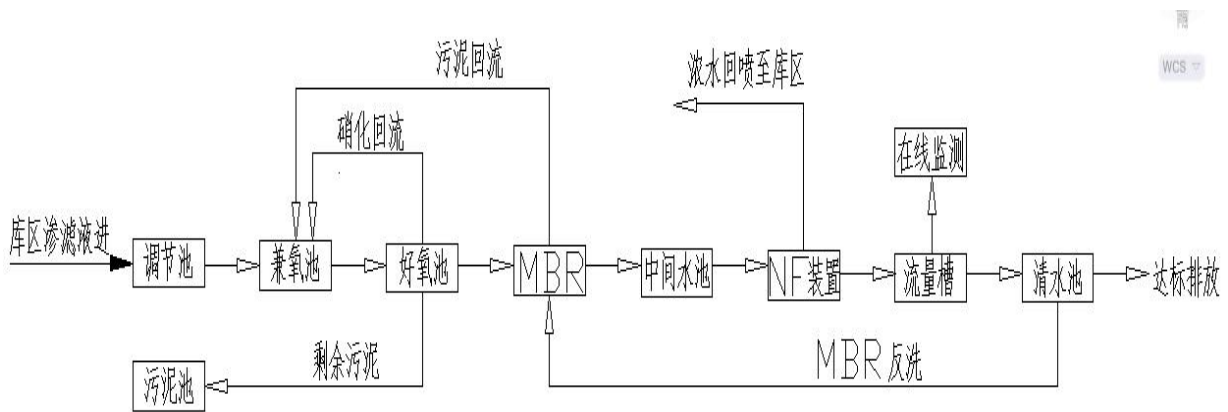 WCS
污泥回流
浓水回喷至库区
硝化回流
在线监测
库区渗滤液进
调节池
兼氧池
好氧池
MBR
中间水池
NF装置
流量槽
清水池
达标排放
剩余污泥
MBR反洗
污泥池